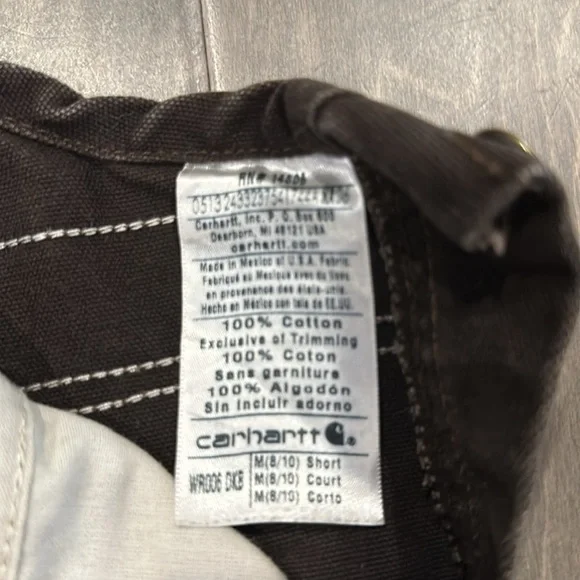 RN# 14806
Carhartt, Inc. P.O. Box 600
Dearborn, MI 48121 USA
carhartt.com
Made in Mexico of U.S.A. Fabric.
Fabriqué au Mexique avec du tissu
en provenance des états-unis.
Hecho en México con tela de EE.UU.
100% Cotton
Exclusive of Trimming
100% Coton
Sans garniture
100% Algodón
Sin incluir adorno
carhartt
WR006 DKB
M(8/10) Short
M(8/10) Court
M(8/10) Corto